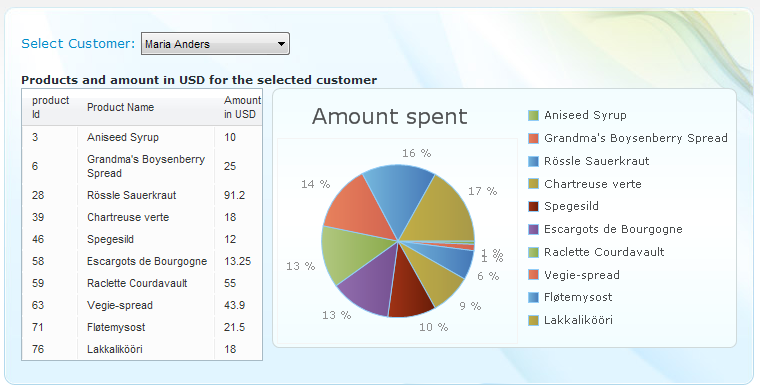 Select Customer: Maria Anders
Products and amount in USD for the selected customer
product Id Product Name Amount in USD
3 Aniseed Syrup 10
6 Grandma's Boysenberry Spread 25
28 Rössle Sauerkraut 91.2
39 Chartreuse verte 18
46 Spegesild 12
58 Escargots de Bourgogne 13.25
59 Raclette Courdavault 55
63 Vegie-spread 43.9
71 Fløtemysost 21.5
76 Lakkalikööri 18
Amount spent
16 %
14 %
17 %
13 %
1 %
1 %
6 %
9 %
13 %
10 %
Aniseed Syrup
Grandma's Boysenberry Spread
Rössle Sauerkraut
Chartreuse verte
Spegesild
Escargots de Bourgogne
Raclette Courdavault
Vegie-spread
Fløtemysost
Lakkalikööri